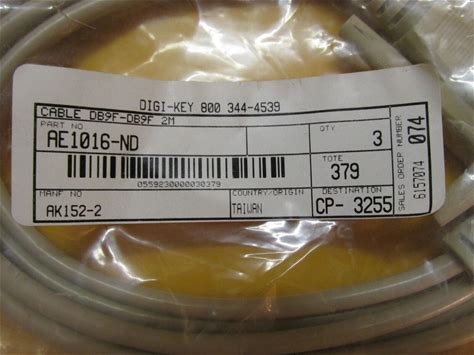 DIGI-KEY 800 344-4539
CABLE DB9F-DB9F 2M
PART NO
AE1016-ND
QTY
3
TOTE
379
0559230000030379
MANF NO
AK152-2
COUNTRY/ORIGIN
TAIWAN
DESTINATION
CP- 3255
SALES ORDER NUMBER
6157074
074